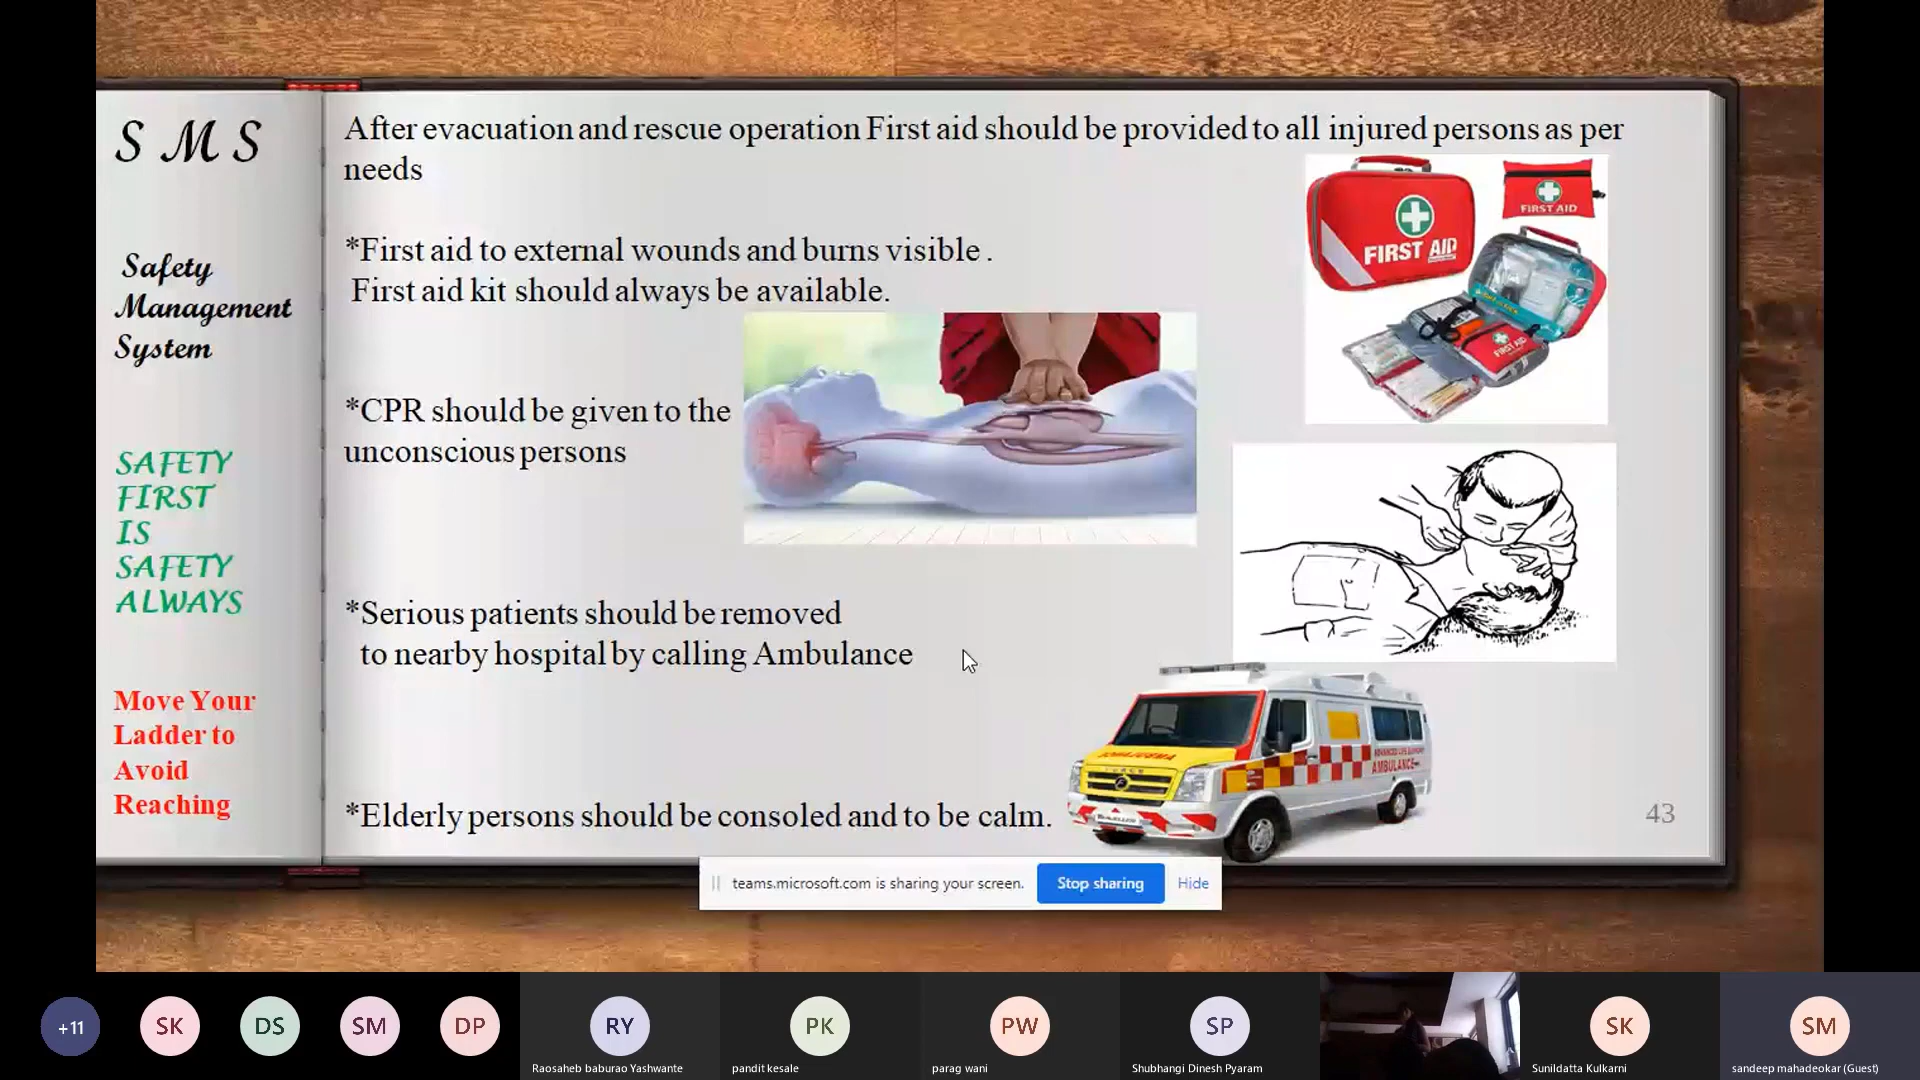 S M S
Safety
Management
System
SAFETY
FIRST
IS
SAFETY
ALWAYS
Move Your
Ladder to
Avoid
Reaching
After evacuation and rescue operation First aid should be provided to all injured persons as per
needs
*First aid to external wounds and burns visible .
First aid kit should always be available.
*CPR should be given to the
unconscious persons
*Serious patients should be removed
to nearby hospital by calling Ambulance
*Elderly persons should be consoled and to be calm.
FIRST AID
FIRST AID
FIRST AID
AMBULANCE
43
teams.microsoft.com is sharing your screen.
Stop sharing
Hide
+11
SK
DS
SM
DP
RY
Raosaheb baburao Yashwante
PK
pandit kesale
PW
parag wani
SP
Shubhangi Dinesh Pyaram
SK
Sunildatta Kulkarni
SM
sandeep mahadeokar (Guest)